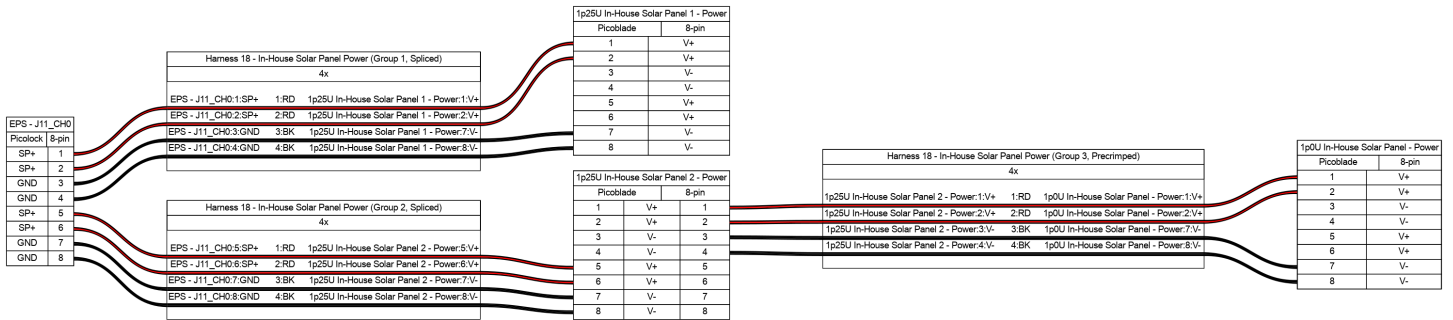 EPS - J11_CH0
Picolock 8-pin
SP+ 1
SP+ 2
GND 3
GND 4
SP+ 5
SP+ 6
GND 7
GND 8
Harness 18 - In-House Solar Panel Power (Group 1, Spliced)
4x
EPS - J11_CH0:1:SP+ 1:RD 1p25U In-House Solar Panel 1 - Power:1:V+
EPS - J11_CH0:2:SP+ 2:RD 1p25U In-House Solar Panel 1 - Power:2:V+
EPS - J11_CH0:3:GND 3:BK 1p25U In-House Solar Panel 1 - Power:7:V-
EPS - J11_CH0:4:GND 4:BK 1p25U In-House Solar Panel 1 - Power:8:V-
Harness 18 - In-House Solar Panel Power (Group 2, Spliced)
4x
EPS - J11_CH0:5:SP+ 1:RD 1p25U In-House Solar Panel 2 - Power:5:V+
EPS - J11_CH0:6:SP+ 2:RD 1p25U In-House Solar Panel 2 - Power:6:V+
EPS - J11_CH0:7:GND 3:BK 1p25U In-House Solar Panel 2 - Power:7:V-
EPS - J11_CH0:8:GND 4:BK 1p25U In-House Solar Panel 2 - Power:8:V-
1p25U In-House Solar Panel 1 - Power
Picoblade 8-pin
1 V+
2 V+
3 V-
4 V-
5 V+
6 V+
7 V-
8 V-
1p25U In-House Solar Panel 2 - Power
Picoblade 8-pin
1 V+ 1
2 V+ 2
3 V- 3
4 V- 4
5 V+ 5
6 V+ 6
7 V- 7
8 V- 8
Harness 18 - In-House Solar Panel Power (Group 3, Precrimped)
4x
1p25U In-House Solar Panel 2 - Power:1:V+ 1:RD 1p0U In-House Solar Panel - Power:1:V+
1p25U In-House Solar Panel 2 - Power:2:V+ 2:RD 1p0U In-House Solar Panel - Power:2:V+
1p25U In-House Solar Panel 2 - Power:3:V- 3:BK 1p0U In-House Solar Panel - Power:7:V-
1p25U In-House Solar Panel 2 - Power:4:V- 4:BK 1p0U In-House Solar Panel - Power:8:V-
1p0U In-House Solar Panel - Power
Picoblade 8-pin
1 V+
2 V+
3 V-
4 V-
5 V+
6 V+
7 V-
8 V-